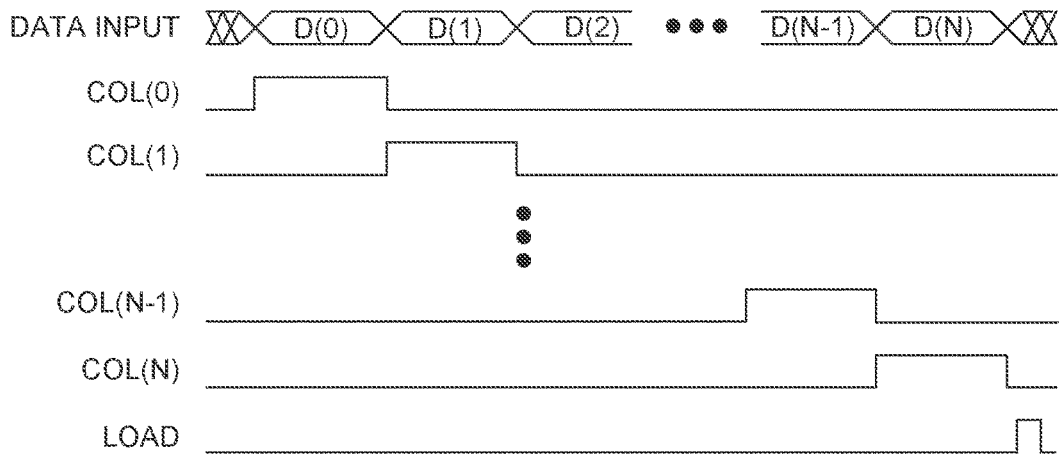 DATA INPUT D(0) D(1) D(2) D(N-1) D(N)
COL(0)
COL(1)
COL(N-1)
COL(N)
LOAD